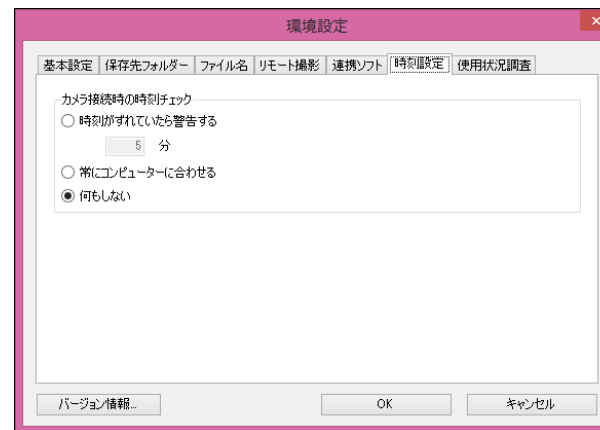 環境設定
基本設定 保存先フォルダー ファイル名 リモート撮影 連携ソフト 時刻設定 使用状況調査
カメラ接続時の時刻チェック
時刻がずれていたら警告する
5 分
常にコンピューターに合わせる
何もしない
バージョン情報... OK キャンセル